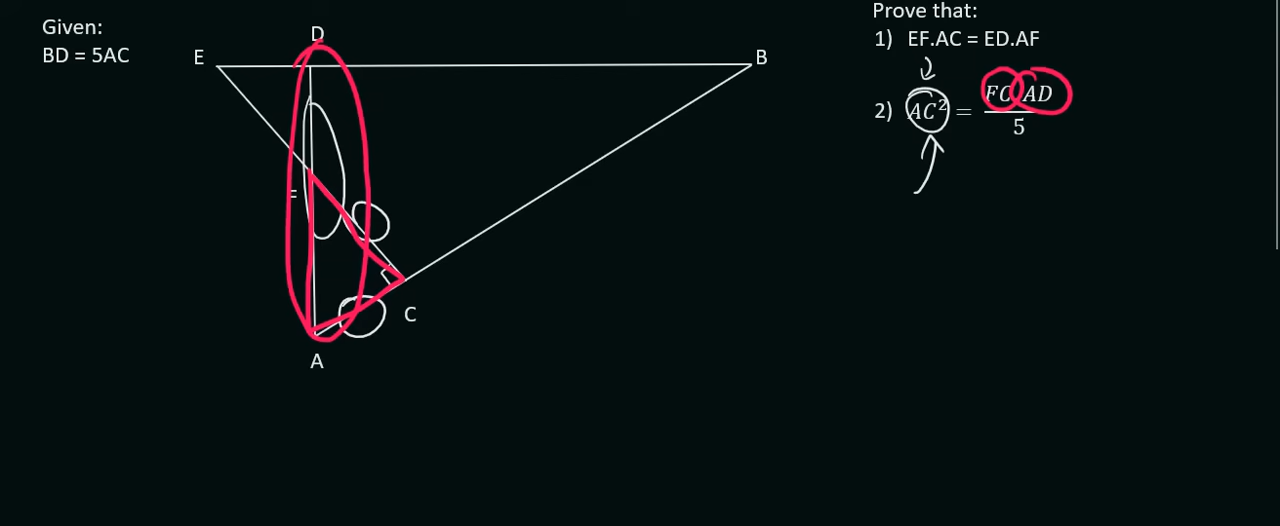 Given:
BD = 5AC
D
E
B
C
A
Prove that:
1) EF.AC = ED.AF
2) AC² = FC.AD / 5